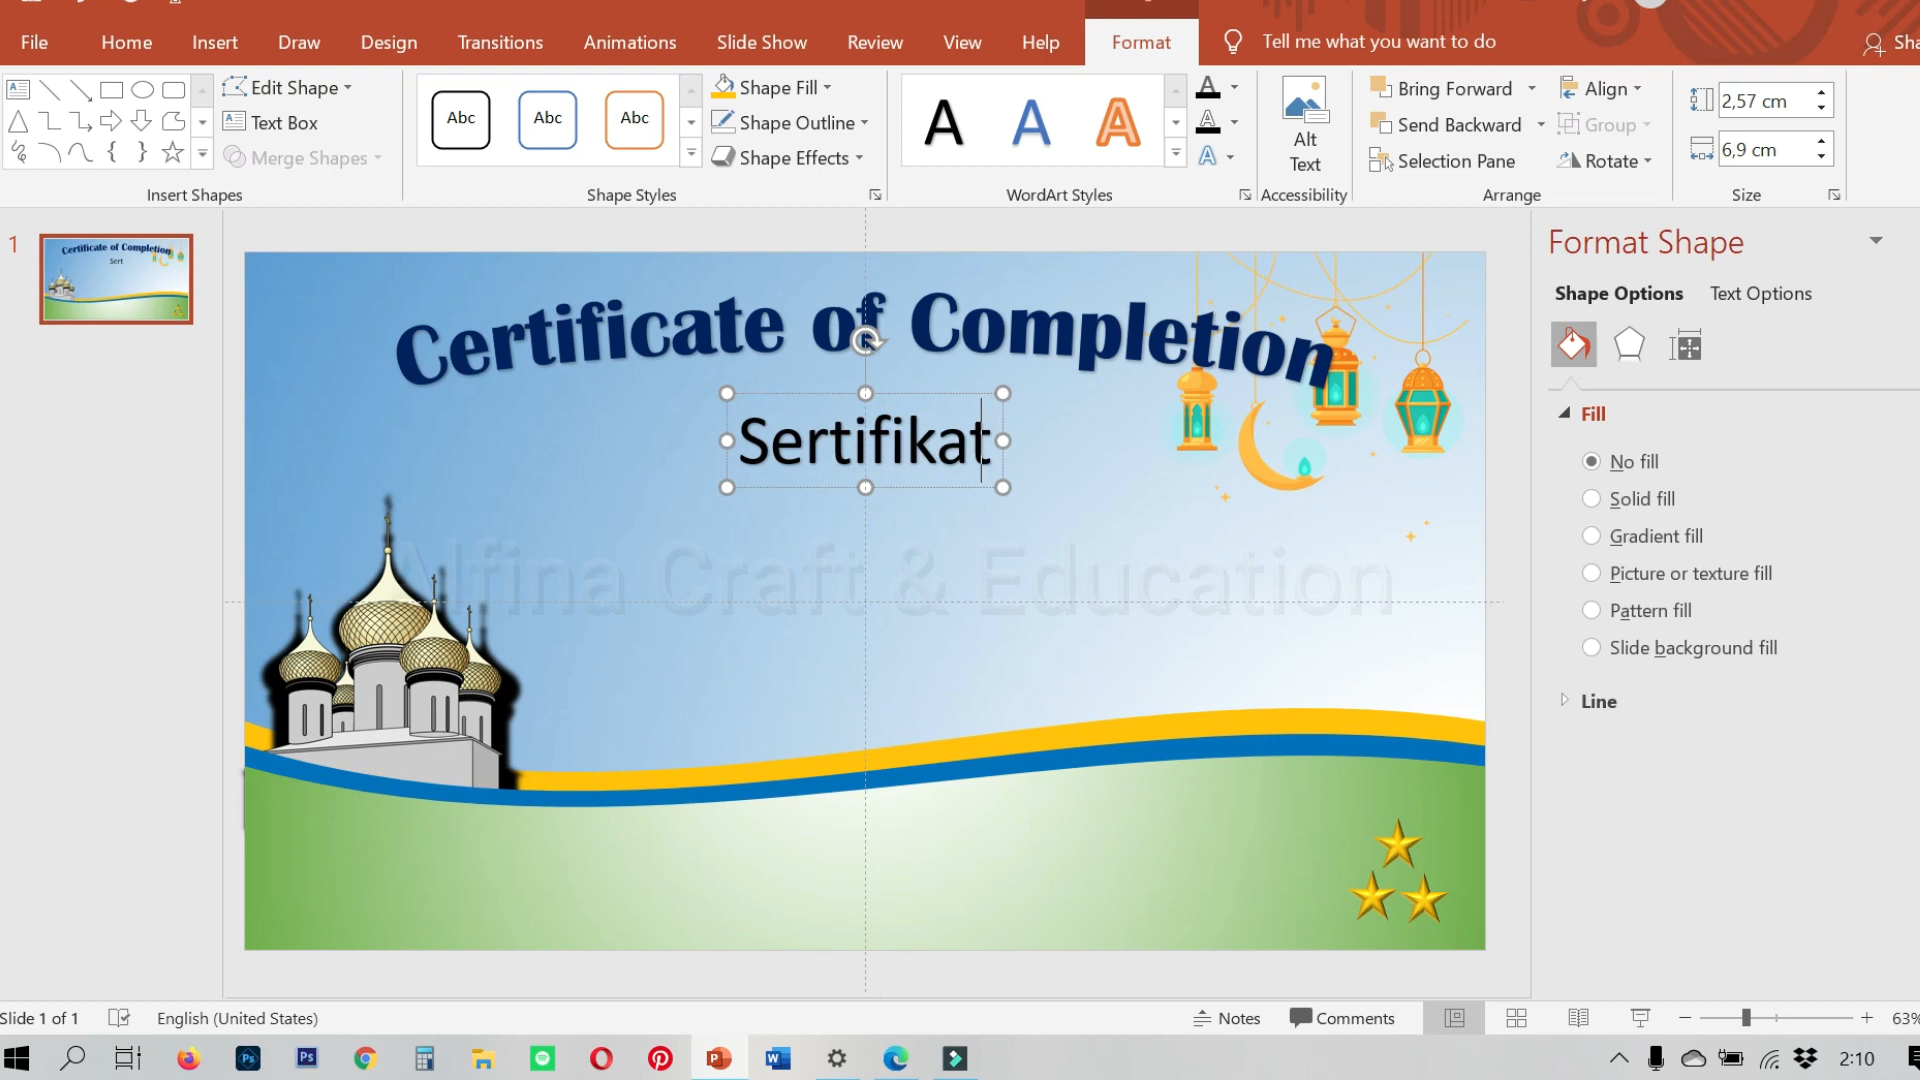 File Home Insert Draw Design Transitions Animations Slide Show Review View Help Format Tell me what you want to do
Edit Shape
Text Box
Merge Shapes
Insert Shapes
Abc Abc Abc
Shape Fill
Shape Outline
Shape Effects
Shape Styles
A A A
WordArt Styles
Alt
Text
Accessibility
Bring Forward
Send Backward
Selection Pane
Align
Group
Rotate
Arrange
2,57 cm
6,9 cm
Size
1
Certificate of Completion
Sert
Certificate of Completion
Sertifikat
Alfina Craft & Education
Format Shape
Shape Options Text Options
Fill
No fill
Solid fill
Gradient fill
Picture or texture fill
Pattern fill
Slide background fill
Line
Slide 1 of 1 English (United States) Notes Comments 63%
2:10